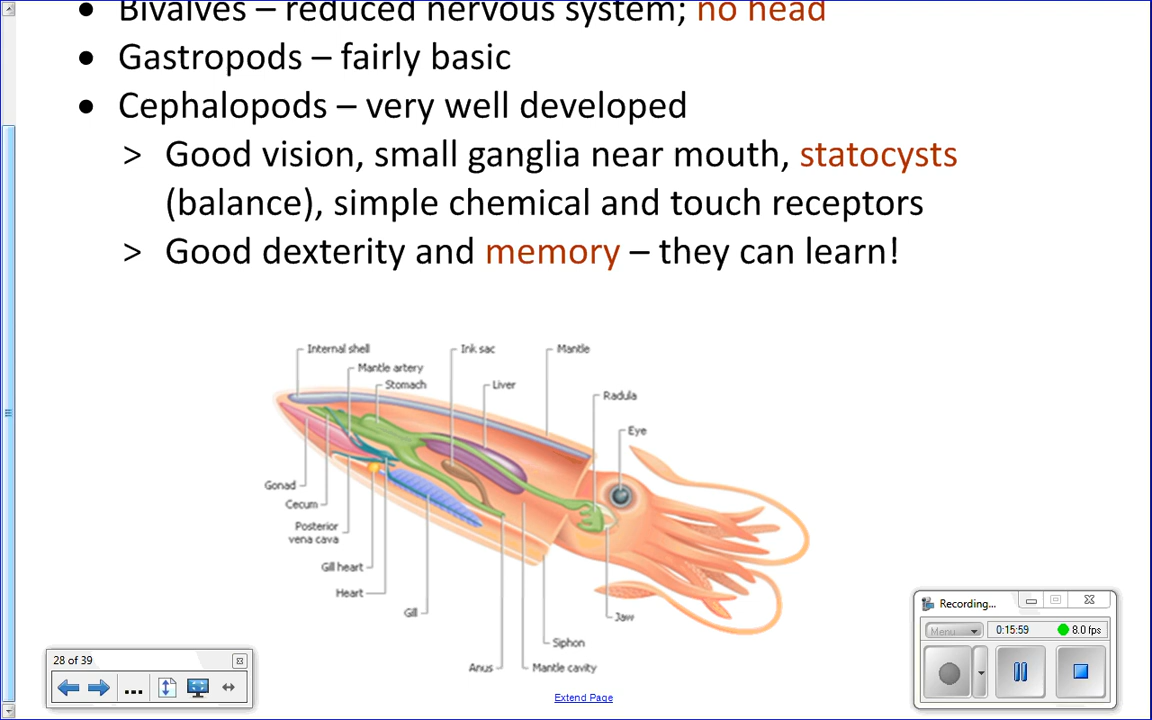 • Bivalves – reduced nervous system; no head
• Gastropods – fairly basic
• Cephalopods – very well developed
> Good vision, small ganglia near mouth, statocysts
(balance), simple chemical and touch receptors
> Good dexterity and memory – they can learn!
Internal shell
Ink sac
Mantle
Mantle artery
Stomach
Liver
Radula
Eye
Gonad
Cecum
Posterior
vena cava
Gill heart
Heart
Gill
Jaw
Siphon
Anus
Mantle cavity
Extend Page
28 of 39
...
Recording...
Menu
0:15:59
8.0 fps